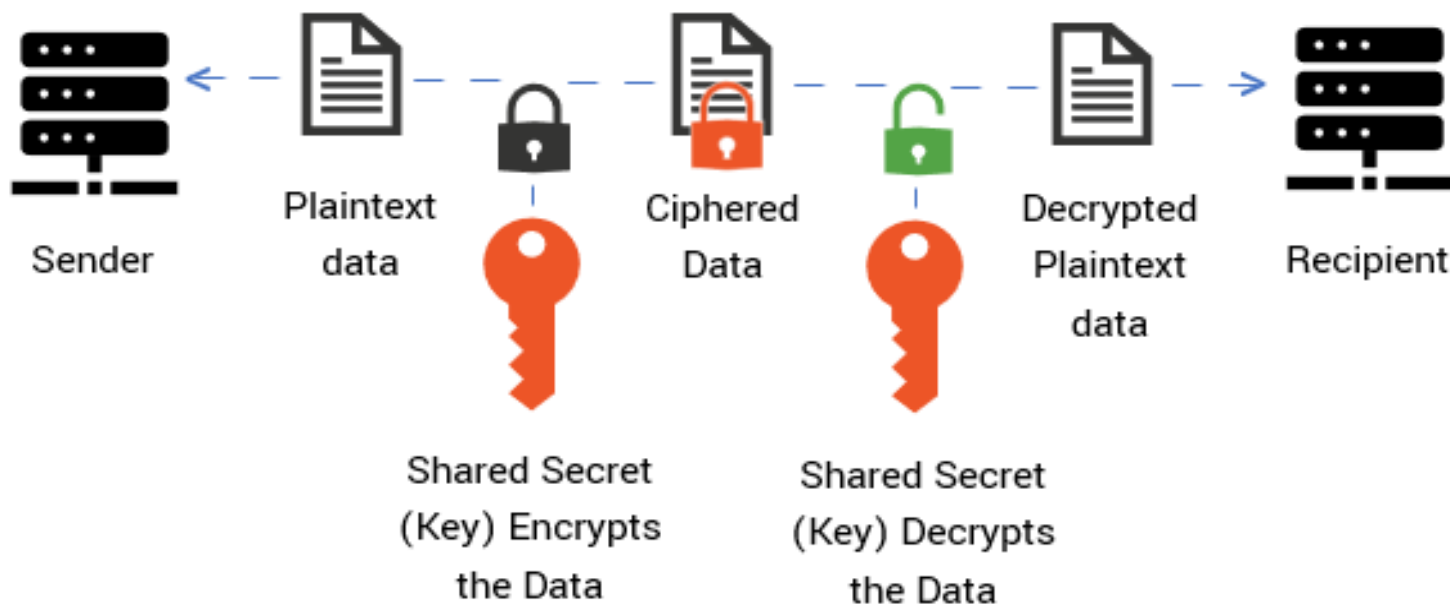 Sender
Plaintext
data
Ciphered
Data
Decrypted
Plaintext
data
Recipient
Shared Secret
(Key) Encrypts
the Data
Shared Secret
(Key) Decrypts
the Data